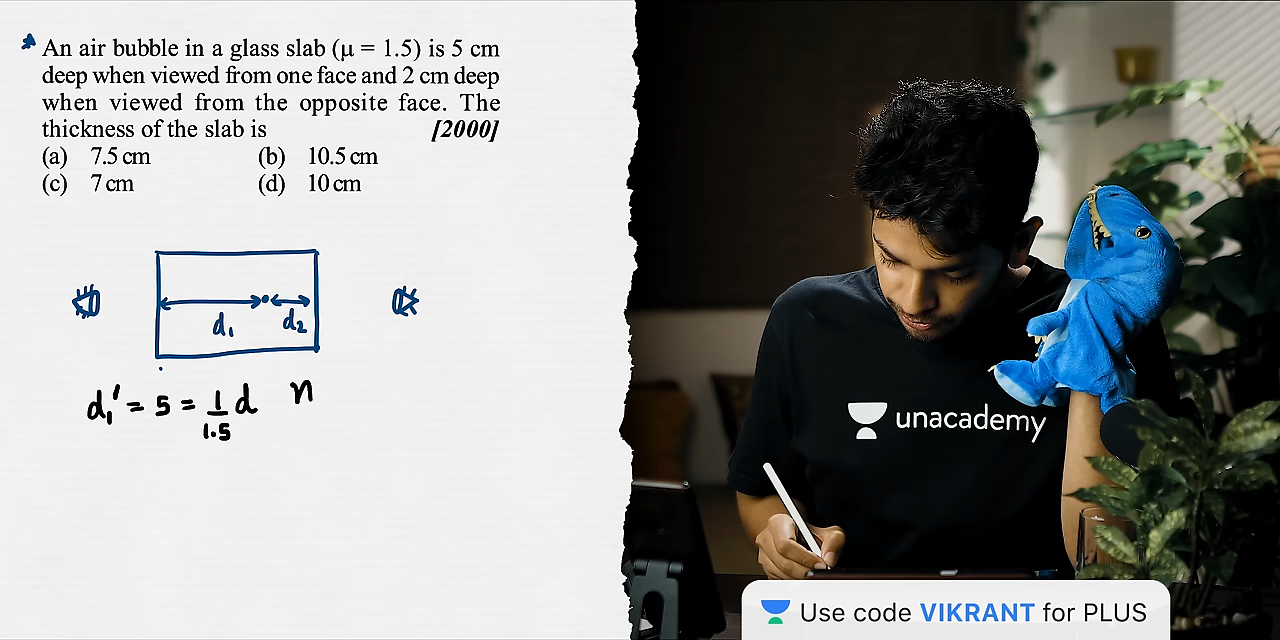 An air bubble in a glass slab (μ = 1.5) is 5 cm
deep when viewed from one face and 2 cm deep
when viewed from the opposite face. The
thickness of the slab is [2000]
(a) 7.5 cm (b) 10.5 cm
(c) 7 cm (d) 10 cm
d₁ d₂
d₁' = 5 = 1/1.5 d n
unacademy
Use code VIKRANT for PLUS